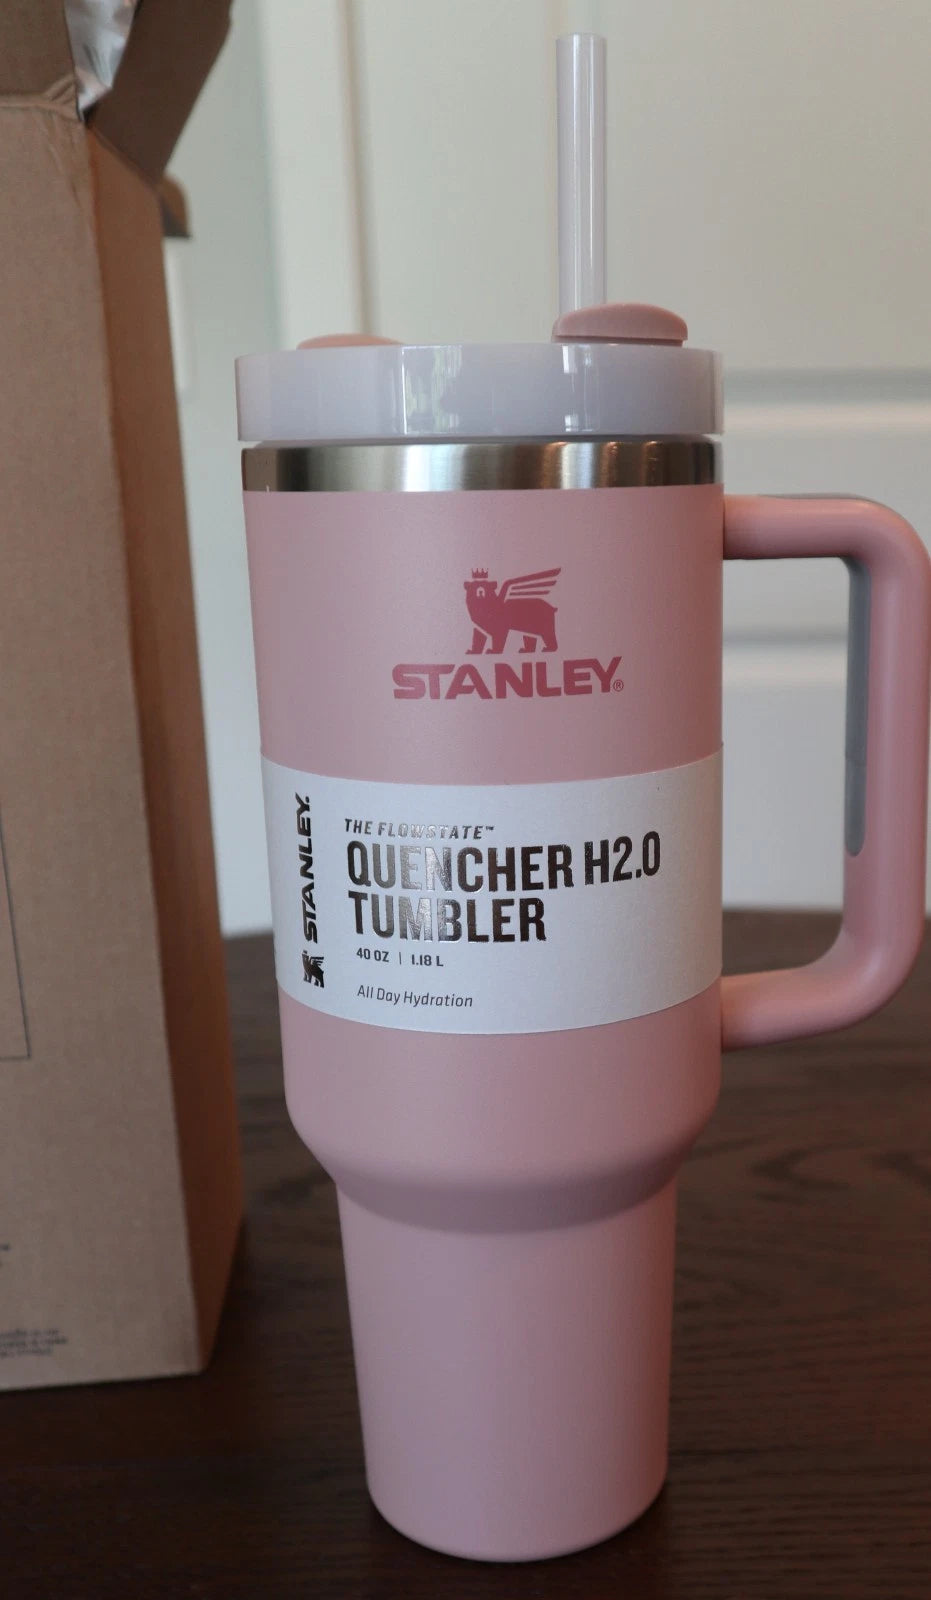 STANLEY®
STANLEY.
THE FLOWSTATE™
QUENCHER H2.0
TUMBLER
40 OZ | 1.18 L
All Day Hydration